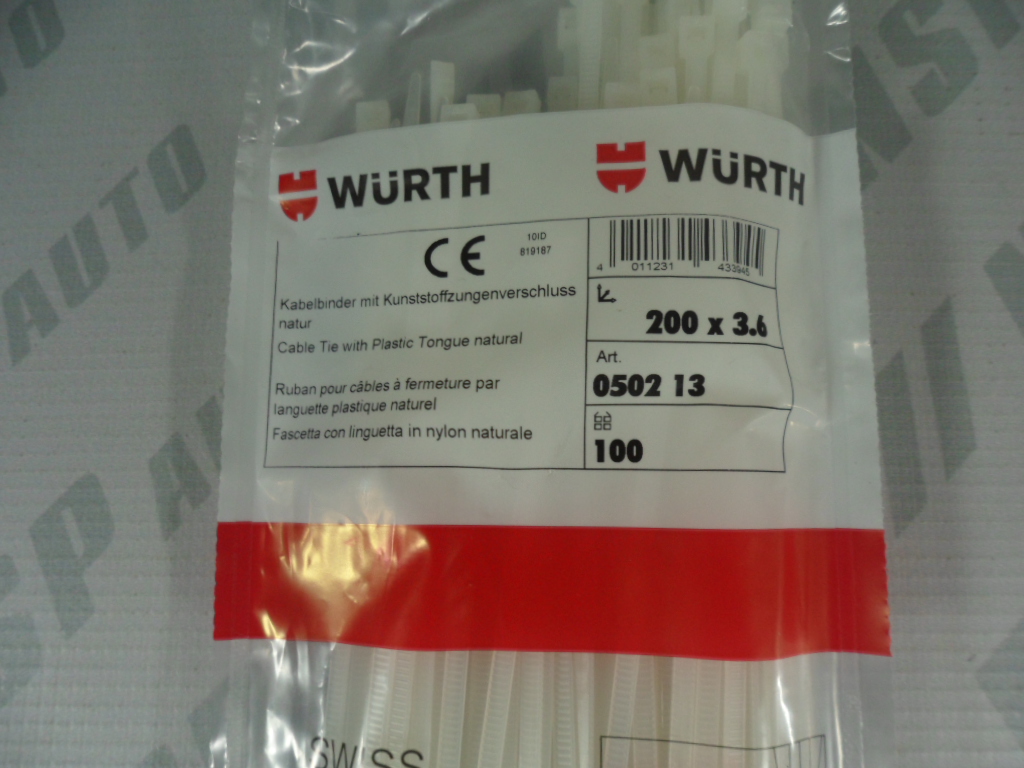 WÜRTH
WÜRTH
CE
10ID
819187
Kabelbinder mit Kunststoffzungenverschluss
natur
Cable Tie with Plastic Tongue natural
Ruban pour câbles à fermeture par
languette plastique naturel
Fascetta con linguetta in nylon naturale
4 011231 433945
200 x 3.6
Art.
0502 13
100
SWISS
AUTO